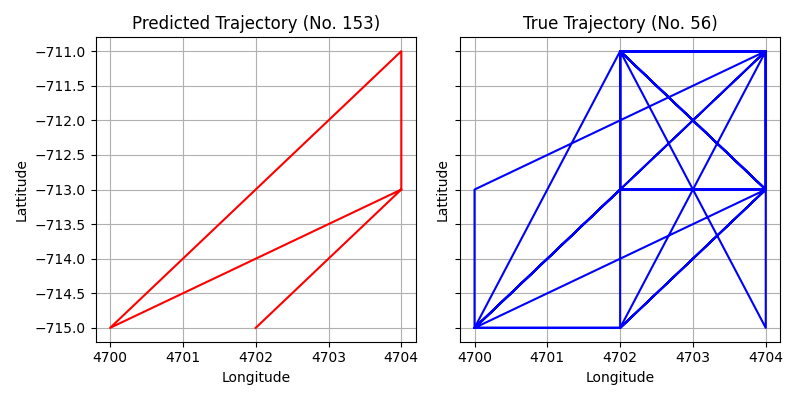 Predicted Trajectory (No. 153)
True Trajectory (No. 56)
Lattitude
−711.0
−711.5
−712.0
−712.5
−713.0
−713.5
−714.0
−714.5
−715.0
4700 4701 4702 4703 4704
Longitude
Lattitude
4700 4701 4702 4703 4704
Longitude